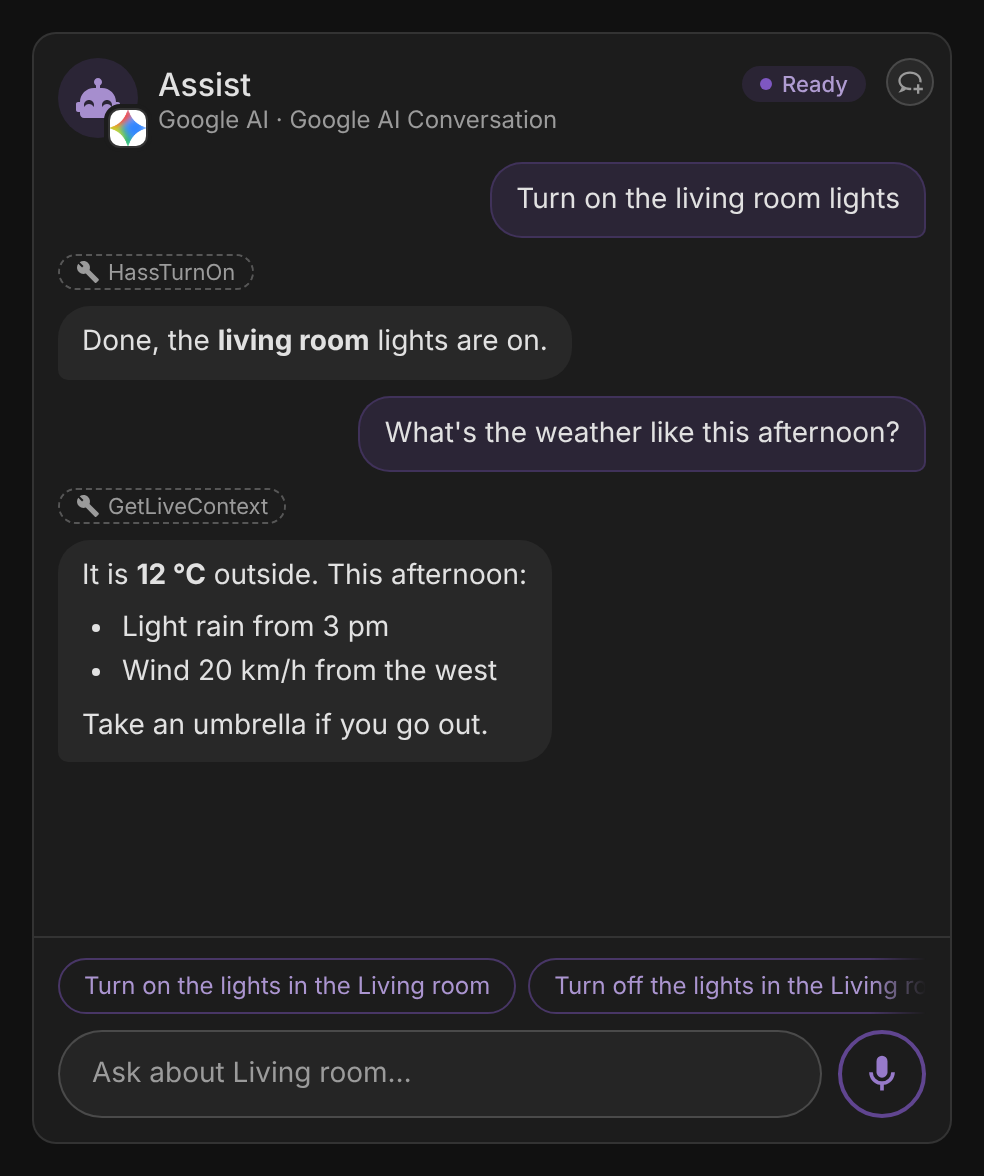 Assist
Google AI · Google AI Conversation
Ready
Turn on the living room lights
HassTurnOn
Done, the living room lights are on.
What's the weather like this afternoon?
GetLiveContext
It is 12 °C outside. This afternoon:
• Light rain from 3 pm
• Wind 20 km/h from the west
Take an umbrella if you go out.
Turn on the lights in the Living room
Turn off the lights in the Living
Ask about Living room...